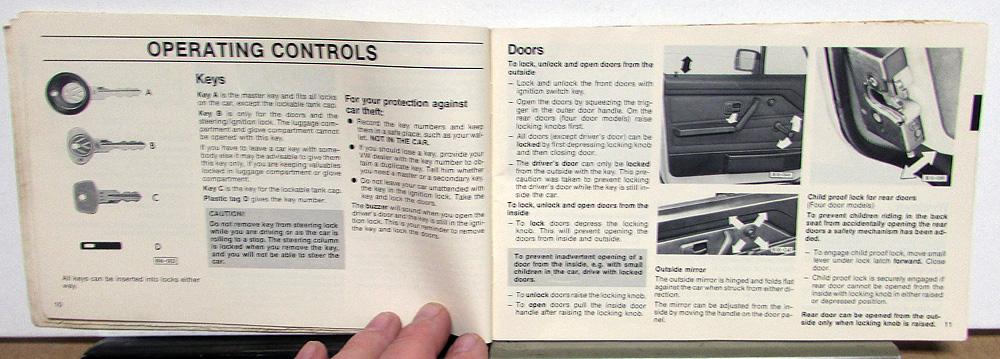 OPERATING CONTROLS
A
B
C
D
All keys can be inserted into locks either
way.
10
Keys
Key A is the master key and fits all locks
on the car, except the lockable tank cap.
Key B is only for the doors and the
steering/ignition lock. The luggage com-
partment and glove compartment cannot
be opened with this key.
If you have to leave a car key with some-
body else it may be advisable to give them
this key only, if you are keeping valuables
locked in luggage compartment or glove
compartment.
Key C is the key for the lockable tank cap.
Plastic tag D gives the key number.
CAUTION!
Do not remove key from steering lock
while you are driving or as the car is
rolling to a stop. The steering column
is locked when you remove the key,
and you will not be able to steer the
car.
For your protection against
car theft:
● Record the key numbers and keep
them in a safe place, such as your wal-
let, NOT IN THE CAR.
● If you should lose a key, provide your
VW dealer with the key number to ob-
tain a duplicate key. Tell him whether
you need a master or a secondary key.
● Do not leave your car unattended with
the key in the ignition lock. Take the
key and lock the doors.
The buzzer will sound when you open the
driver's door and the key is still in the igni-
tion lock. This is your reminder to remove
the key and lock the doors.
Doors
To lock, unlock and open doors from the
outside
– Lock and unlock the front doors with
ignition switch key.
– Open the doors by squeezing the trig-
ger in the outer door handle. On the
rear doors (four door models) raise
locking knobs first.
– All doors (except driver's door) can be
locked by first depressing locking knob
and then closing door.
– The driver's door can only be locked
from the outside with the key. This pre-
caution was taken to prevent locking
the driver's door while the key is still in-
side the car.
To lock, unlock and open doors from the
inside
– To lock doors depress the locking
knob. This will prevent opening the
doors from inside and outside.
To prevent inadvertent opening of a
door from the inside, e.g. with small
children in the car, drive with locked
doors.
– To unlock doors raise the locking knob.
– To open doors pull the inside door
handle after raising the locking knob.
Outside mirror
The outside mirror is hinged and folds flat
against the car when struck from either di-
rection.
The mirror can be adjusted from the in-
side by moving the handle on the door pa-
nel.
Child proof lock for rear doors
(Four door models)
To prevent children riding in the back
seat from accidentally opening the rear
doors a safety mechanism has been ad-
ded.
– To engage child proof lock, move small
lever under lock latch forward. Close
door.
– Child proof lock is securely engaged if
rear door cannot be opened from the
inside with locking knob in either raised
or depressed position.
Rear door can be opened from the out-
side only when locking knob is raised.
11